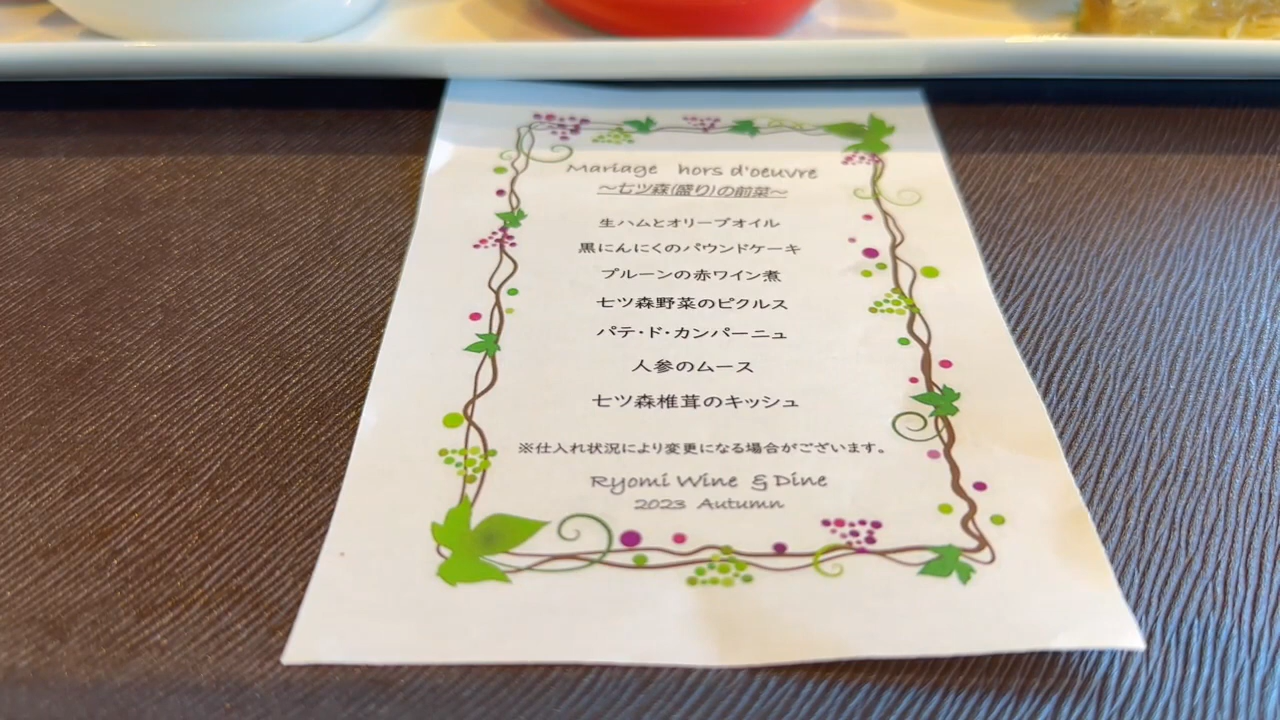 Mariage hors d'oeuvre
～七ツ森(盛り)の前菜～
生ハムとオリーブオイル
黒にんにくのパウンドケーキ
プルーンの赤ワイン煮
七ツ森野菜のピクルス
パテ・ド・カンパーニュ
人参のムース
七ツ森椎茸のキッシュ
※仕入れ状況により変更になる場合がございます。
Ryomi Wine & Dine
2023 Autumn